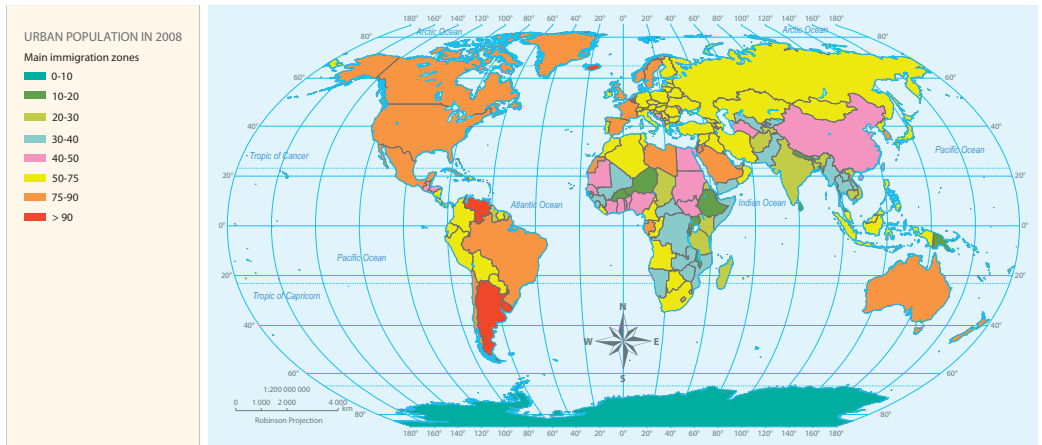 URBAN POPULATION IN 2008
Main immigration zones
0-10
10-20
20-30
30-40
40-50
50-75
75-90
> 90
180° 160° 140° 120° 100° 80° 60° 40° 20° 0° 20° 40° 60° 80° 100° 120° 140° 160° 180°
Arctic Ocean
Arctic Ocean
80° 80°
60° 60°
40° 40°
Tropic of Cancer
Pacific Ocean
20° 20°
Atlantic Ocean
Indian Ocean
0° 0°
Pacific Ocean
20° 20°
Tropic of Capricorn
N
40° 40°
W E
S
60° 60°
1:200 000 000
0 1 000 2 000 4 000 km
Robinson Projection
80° 80°
180° 160° 140° 120° 100° 80° 60° 40° 20° 0° 20° 40° 60° 80° 100° 120° 140° 160° 180°